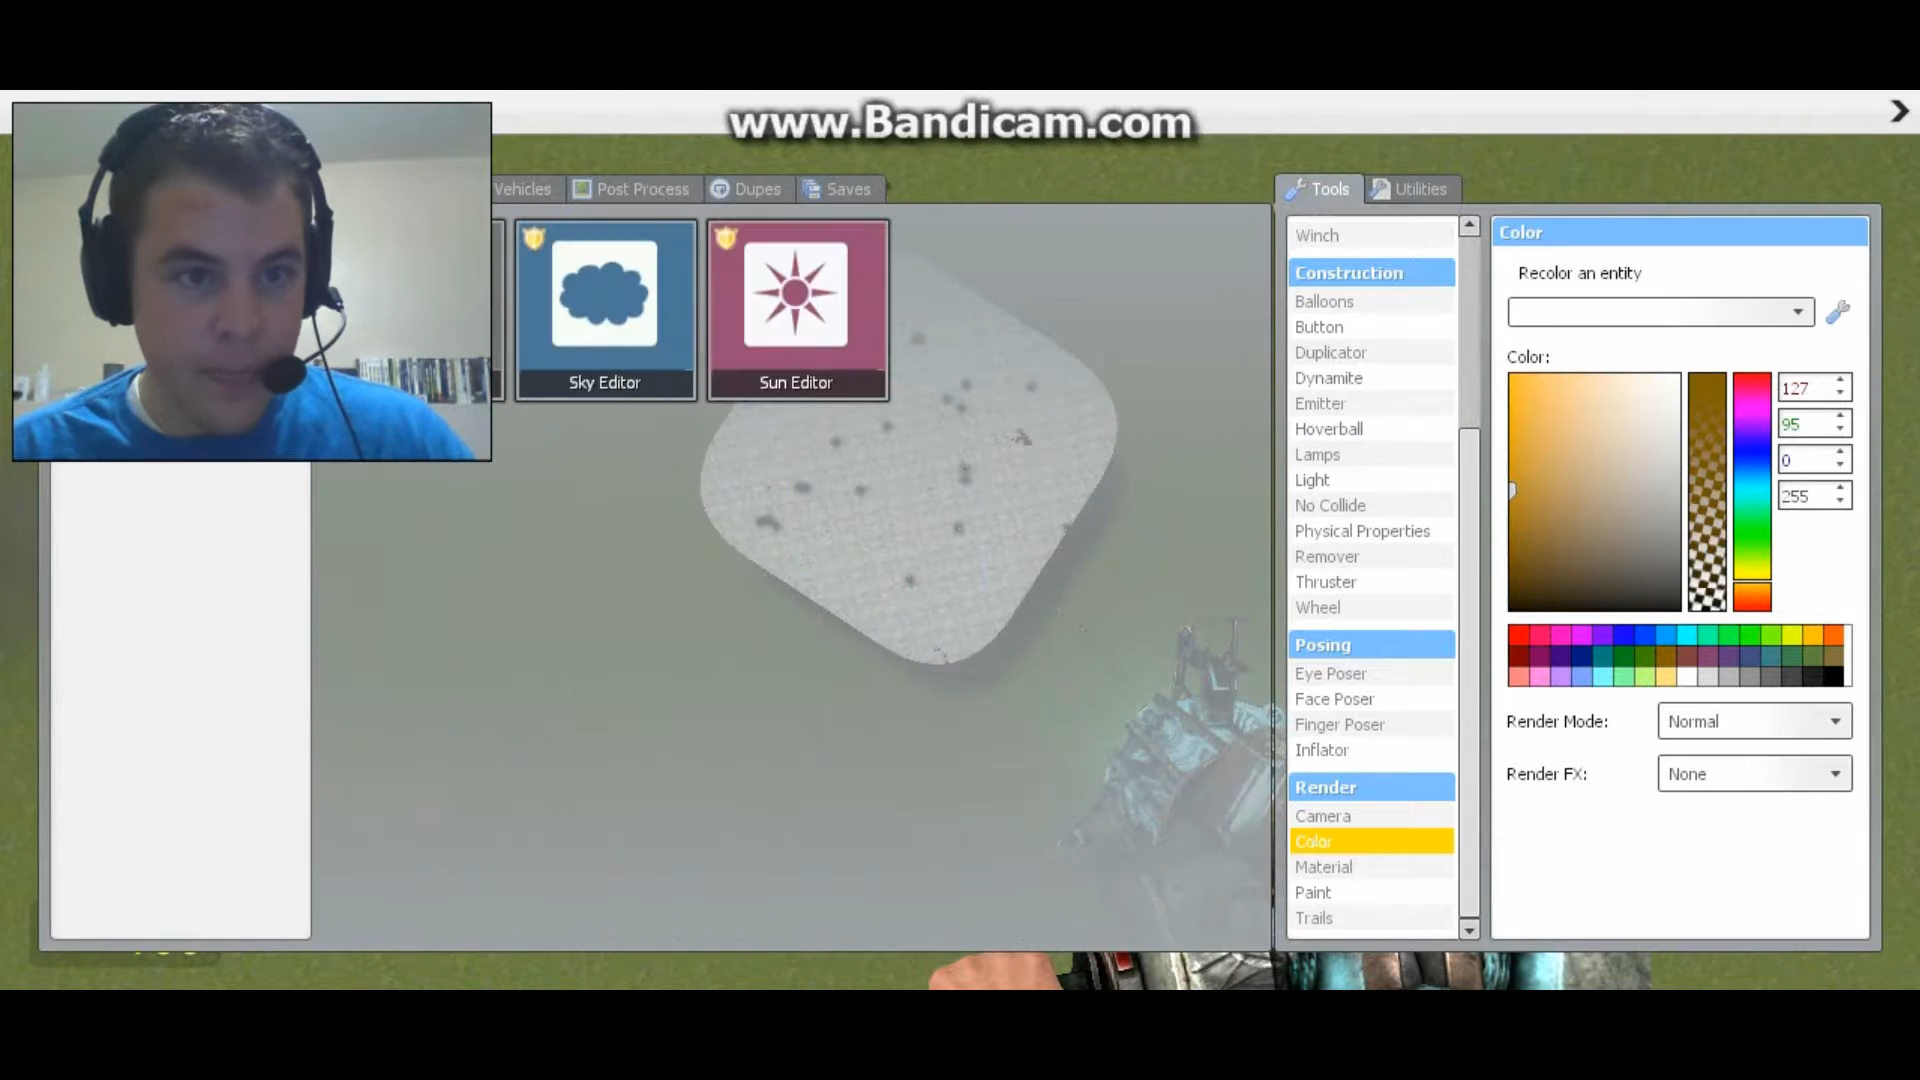 www.Bandicam.com
Vehicles
Post Process
Dupes
Saves
Sky Editor
Sun Editor
Tools
Utilities
Winch
Construction
Balloons
Button
Duplicator
Dynamite
Emitter
Hoverball
Lamps
Light
No Collide
Physical Properties
Remover
Thruster
Wheel
Posing
Eye Poser
Face Poser
Finger Poser
Inflator
Render
Camera
Color
Material
Paint
Trails
Color
Recolor an entity
Color:
127
95
0
255
Render Mode: Normal
Render FX: None